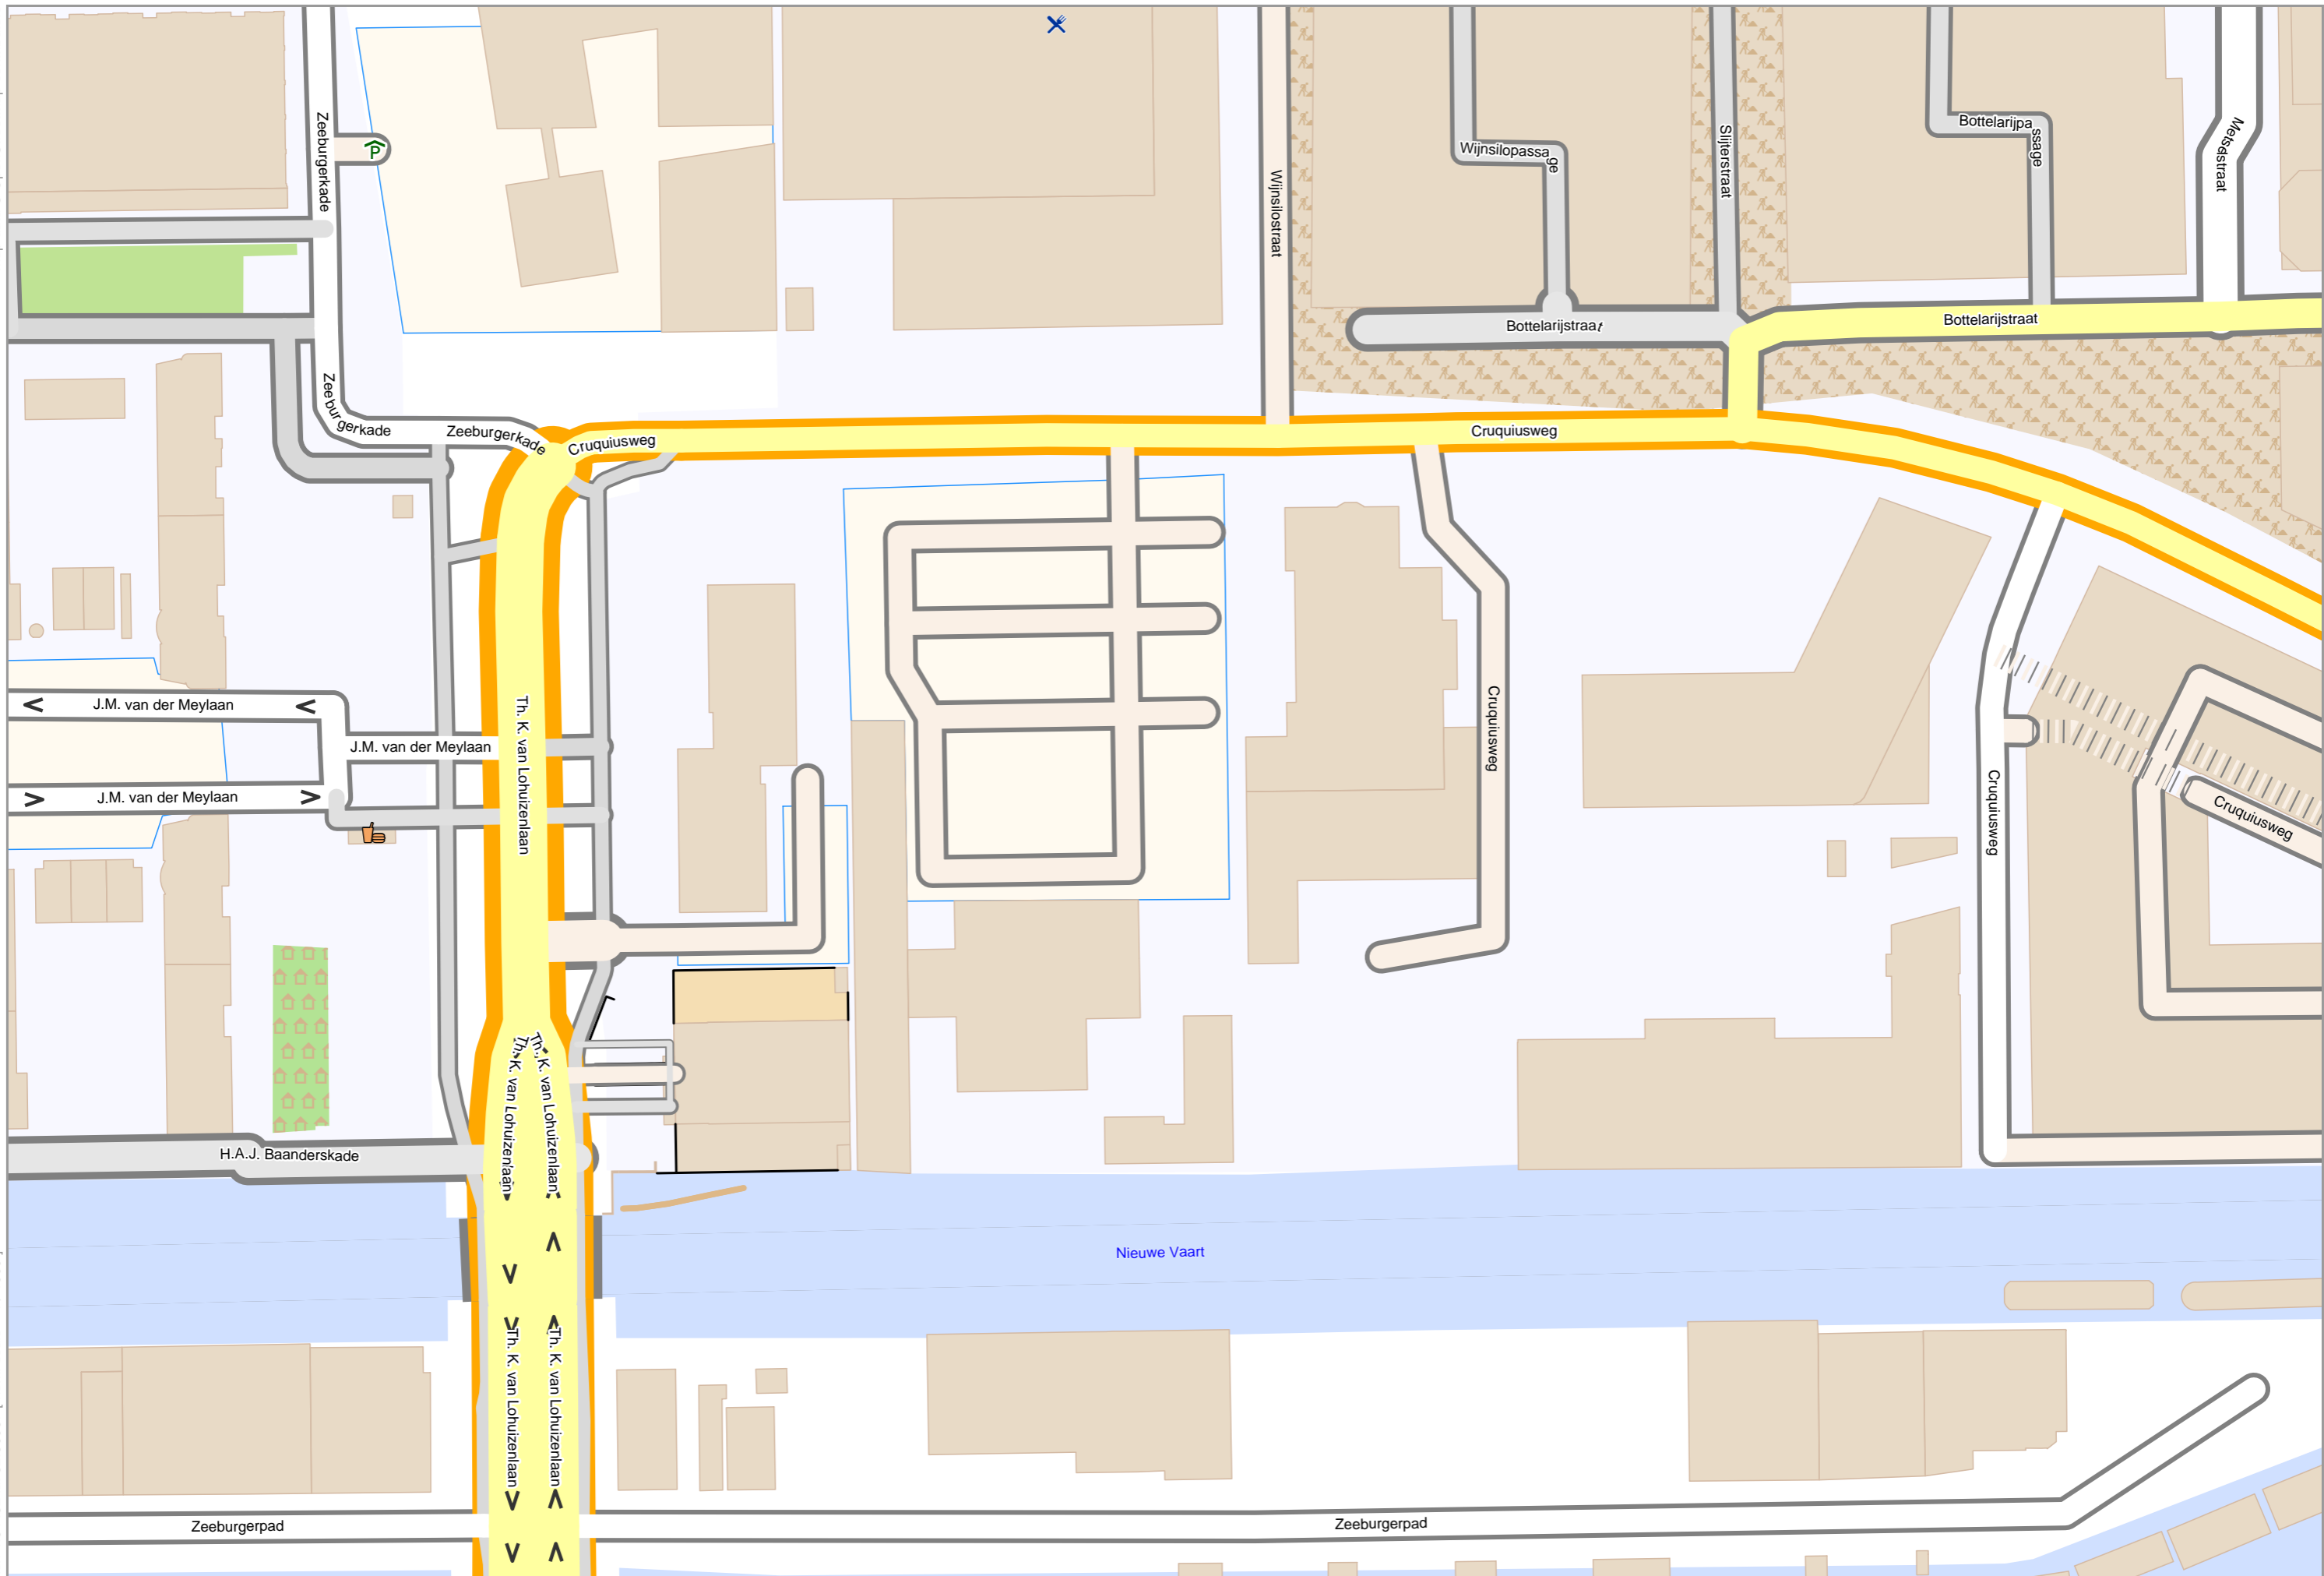 Zeeburgerkade
P
Wijnsilostraat
Wijnsilopassage
Slijterstraat
Bottelarijpassage
Metselstraat
Bottelarijstraat
Bottelarijstraat
Zeeburgerkade
Zeeburgerkade
Cruquiusweg
Cruquiusweg
J.M. van der Meylaan
J.M. van der Meylaan
J.M. van der Meylaan
Th. K. van Lohuizenlaan
Cruquiusweg
Cruquiusweg
Cruquiusweg
Th. K. van Lohuizenlaan
Th. K. van Lohuizenlaan
H.A.J. Baanderskade
Nieuwe Vaart
Th. K. van Lohuizenlaan
Th. K. van Lohuizenlaan
Zeeburgerpad
Zeeburgerpad